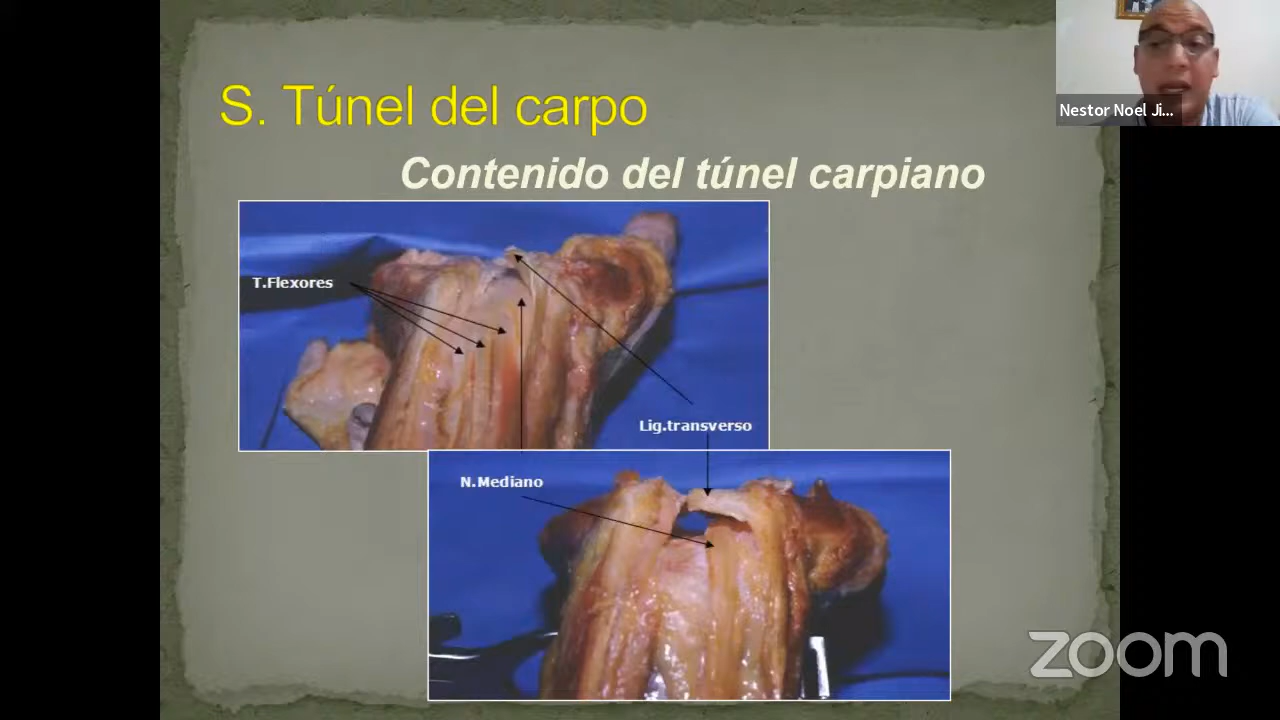 S. Túnel del carpo
Nestor Noel Ji...
Contenido del túnel carpiano
T.Flexores
Lig.transverso
N.Mediano
zoom